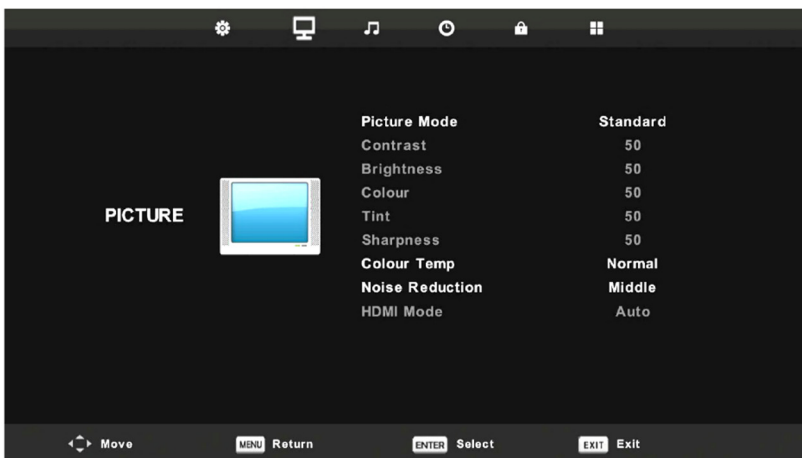 Picture Mode Standard
Contrast 50
Brightness 50
Colour 50
PICTURE
Tint 50
Sharpness 50
Colour Temp Normal
Noise Reduction Middle
HDMI Mode Auto
Move MENU Return ENTER Select EXIT Exit